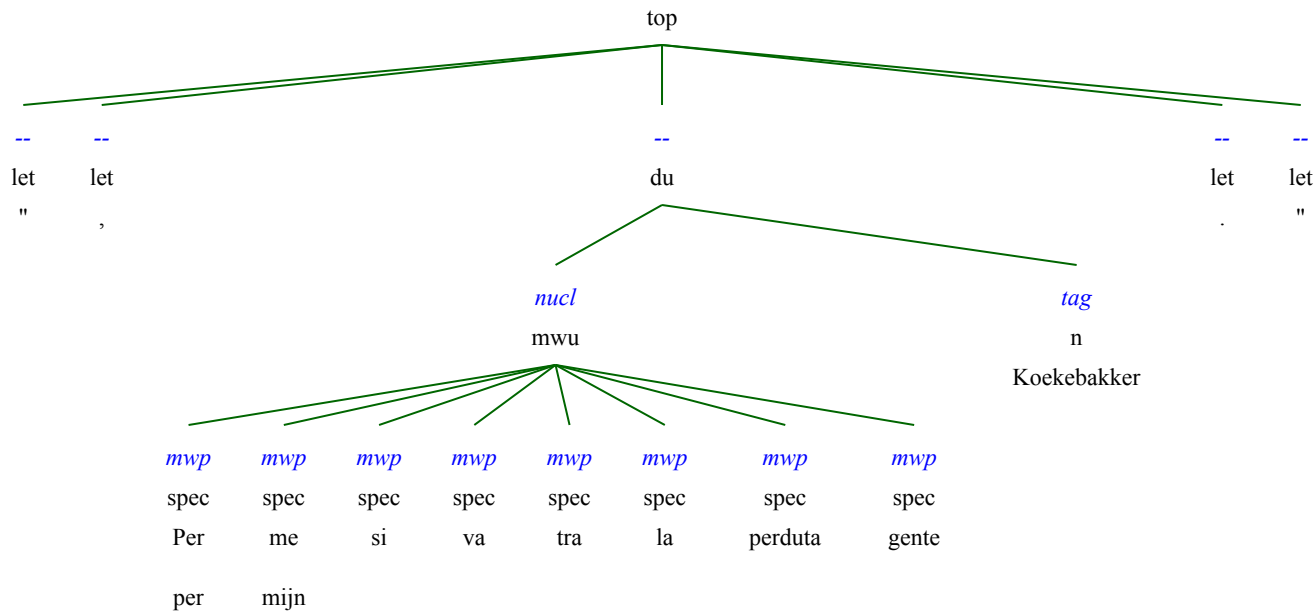 top
-- -- -- -- --
let let du let let
" , . "
nucl tag
mwu n
Koekebakker
mwp mwp mwp mwp mwp mwp mwp mwp
spec spec spec spec spec spec spec spec
Per me si va tra la perduta gente
per mijn